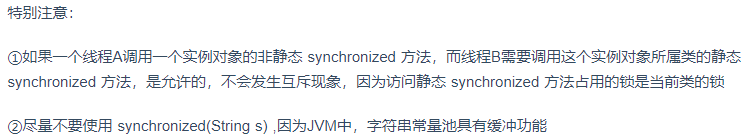 特别注意：
①如果一个线程A调用一个实例对象的非静态 synchronized 方法，而线程B需要调用这个实例对象所属类的静态
synchronized 方法，是允许的，不会发生互斥现象，因为访问静态 synchronized 方法占用的锁是当前类的锁
②尽量不要使用 synchronized(String s) ,因为JVM中，字符串常量池具有缓冲功能